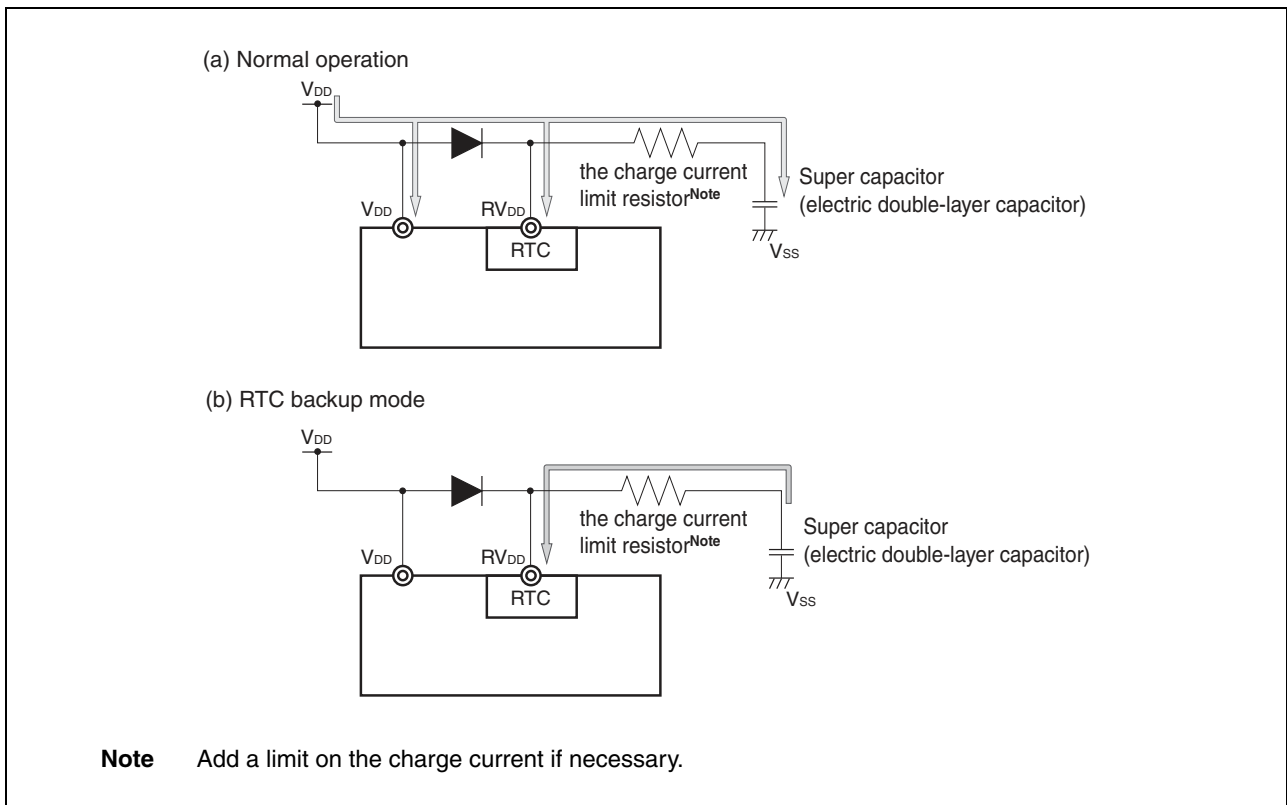 (a) Normal operation
VDD
the charge current
limit resistorNote
Super capacitor
(electric double-layer capacitor)
VDD
RVDD
RTC
VSS
(b) RTC backup mode
VDD
the charge current
limit resistorNote
Super capacitor
(electric double-layer capacitor)
VDD
RVDD
RTC
VSS
Note Add a limit on the charge current if necessary.